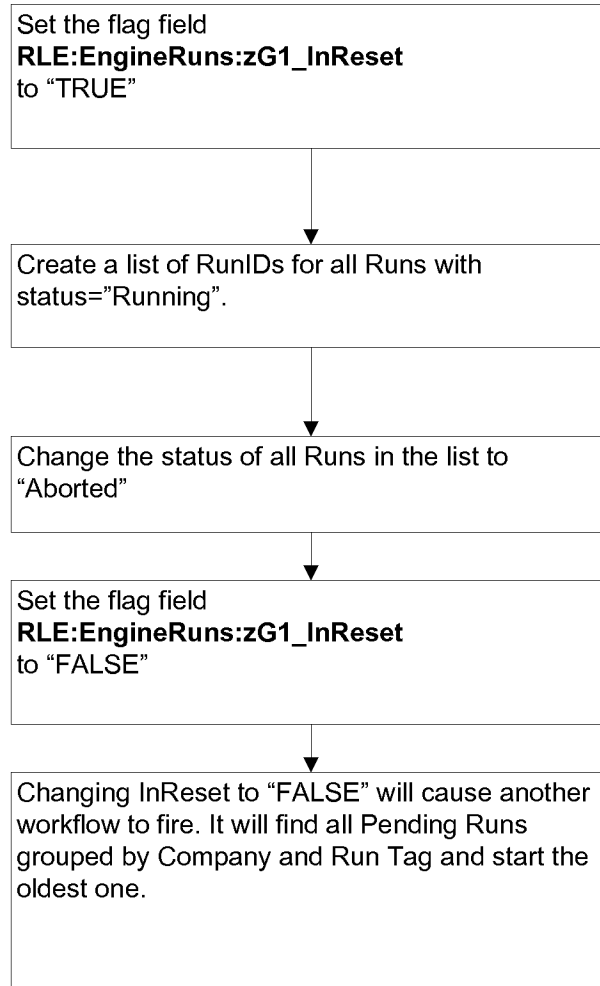 Set the flag field
RLE:EngineRuns:zG1_InReset
to “TRUE”
Create a list of RunIDs for all Runs with
status=”Running”.
Change the status of all Runs in the list to
“Aborted”
Set the flag field
RLE:EngineRuns:zG1_InReset
to “FALSE”
Changing InReset to “FALSE” will cause another
workflow to fire. It will find all Pending Runs
grouped by Company and Run Tag and start the
oldest one.